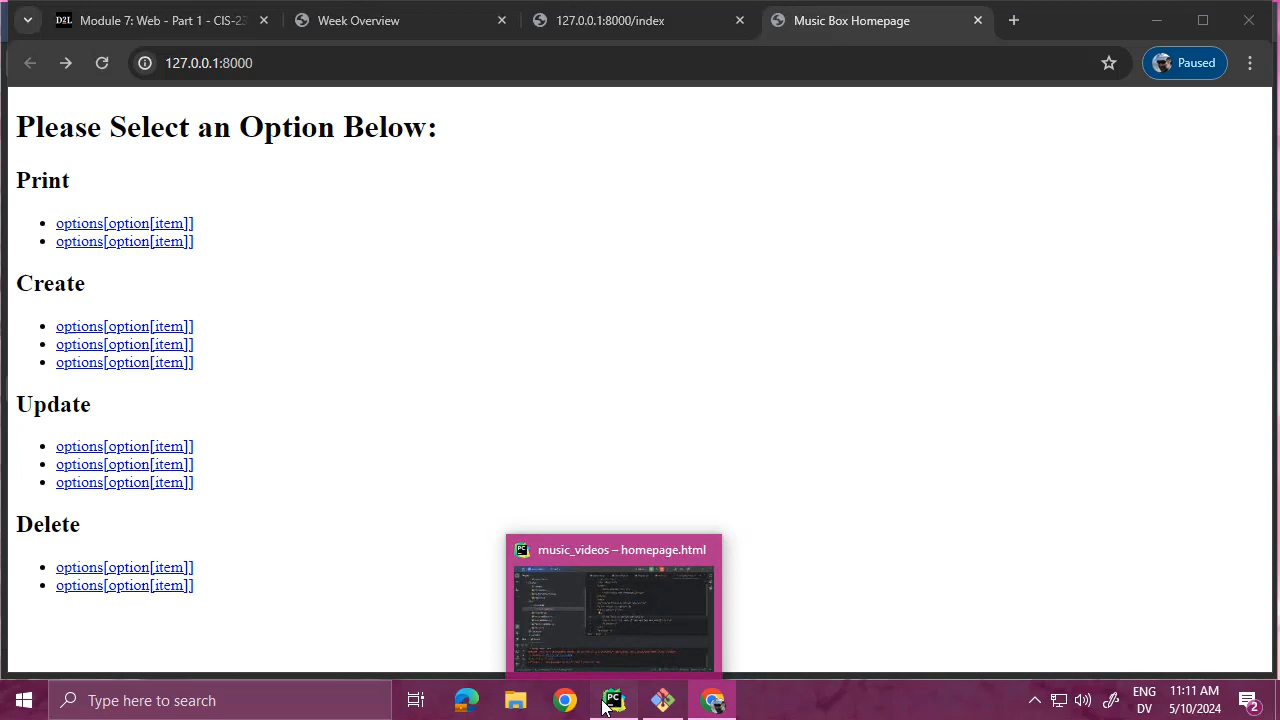 Module 7: Web - Part 1 - CIS-23
Week Overview
127.0.0.1:8000/index
Music Box Homepage
127.0.0.1:8000
Paused
Please Select an Option Below:
Print
options[option[item]]
options[option[item]]
Create
options[option[item]]
options[option[item]]
options[option[item]]
Update
options[option[item]]
options[option[item]]
options[option[item]]
Delete
options[option[item]]
options[option[item]]
music_videos – homepage.html
Type here to search
ENG
DV
11:11 AM
5/10/2024
2